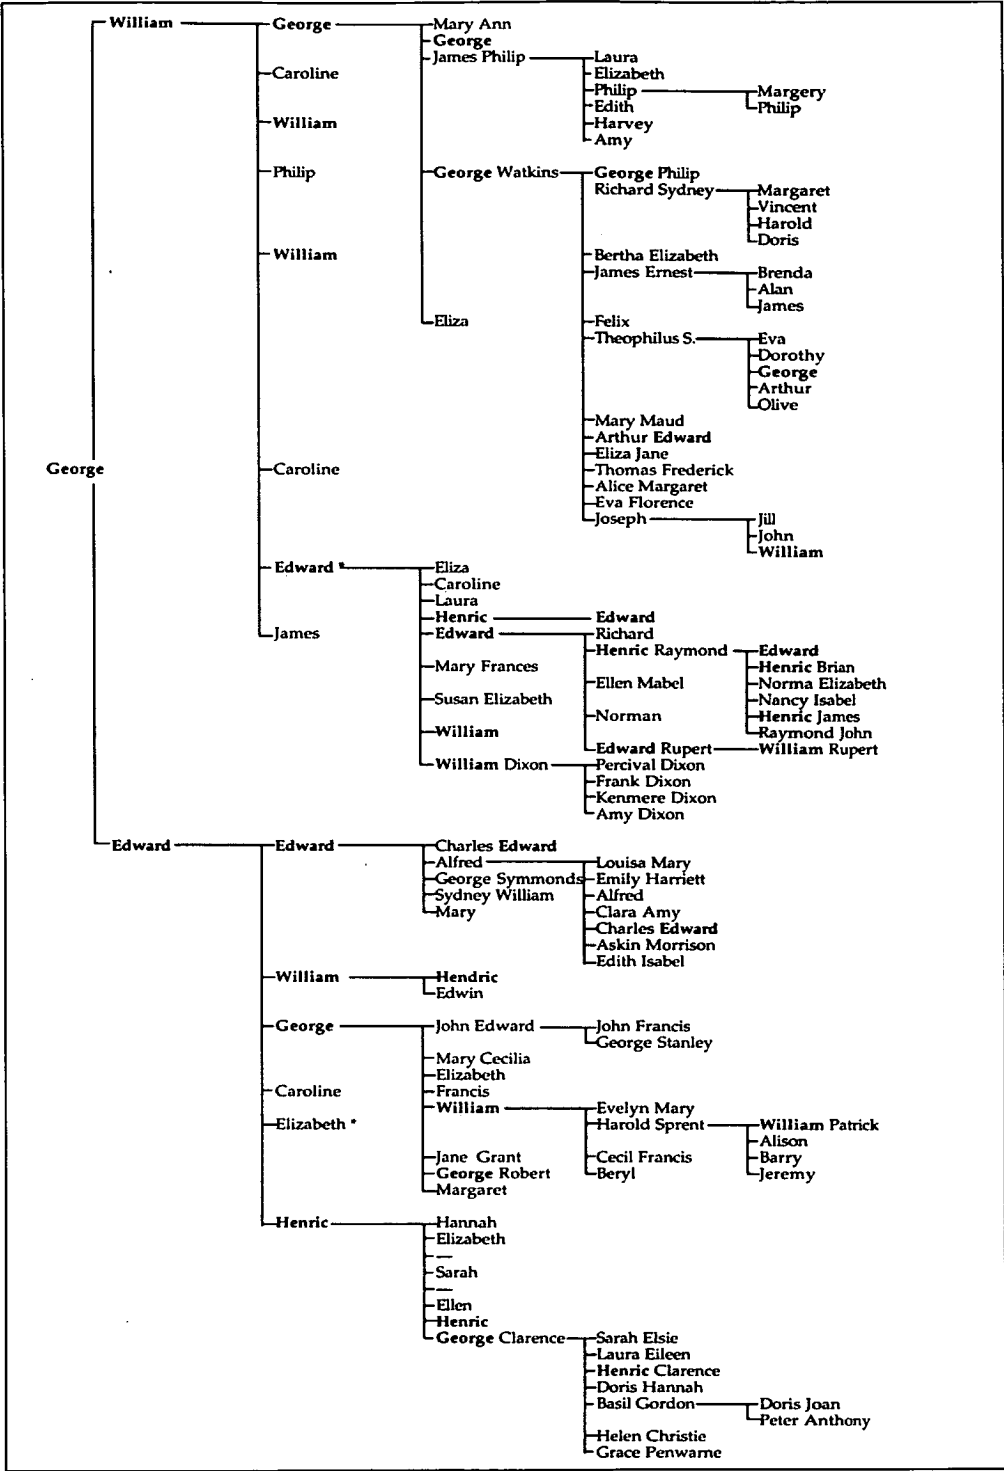 William George Mary Ann
George
James Philip Laura
Caroline Elizabeth
Philip Margery
Edith Philip
William Harvey
Amy
Philip George Watkins George Philip
Richard Sydney Margaret
Vincent
Harold
Doris
William Bertha Elizabeth
James Ernest Brenda
Alan
James
Eliza Felix
Theophilus S. Eva
Dorothy
George
Arthur
Olive
Mary Maud
Arthur Edward
Eliza Jane
George Caroline Thomas Frederick
Alice Margaret
Eva Florence
Joseph Jill
John
William
Edward * Eliza
Caroline
Laura
Henric Edward
James Edward Richard
Henric Raymond Edward
Mary Frances Henric Brian
Ellen Mabel Norma Elizabeth
Susan Elizabeth Nancy Isabel
Norman Henric James
William Raymond John
Edward Rupert William Rupert
William Dixon Percival Dixon
Frank Dixon
Kenmere Dixon
Amy Dixon
Edward Edward Charles Edward
Alfred Louisa Mary
George Symmonds Emily Harriett
Sydney William Alfred
Mary Clara Amy
Charles Edward
Askin Morrison
Edith Isabel
William Hendric
Edwin
George John Edward John Francis
George Stanley
Mary Cecilia
Elizabeth
Caroline Francis
William Evelyn Mary
Elizabeth * Harold Sprent William Patrick
Alison
Jane Grant Cecil Francis Barry
George Robert Beryl Jeremy
Margaret
Henric Hannah
Elizabeth
—
Sarah
—
Ellen
Henric
George Clarence Sarah Elsie
Laura Eileen
Henric Clarence
Doris Hannah
Basil Gordon Doris Joan
Peter Anthony
Helen Christie
Grace Penwarne